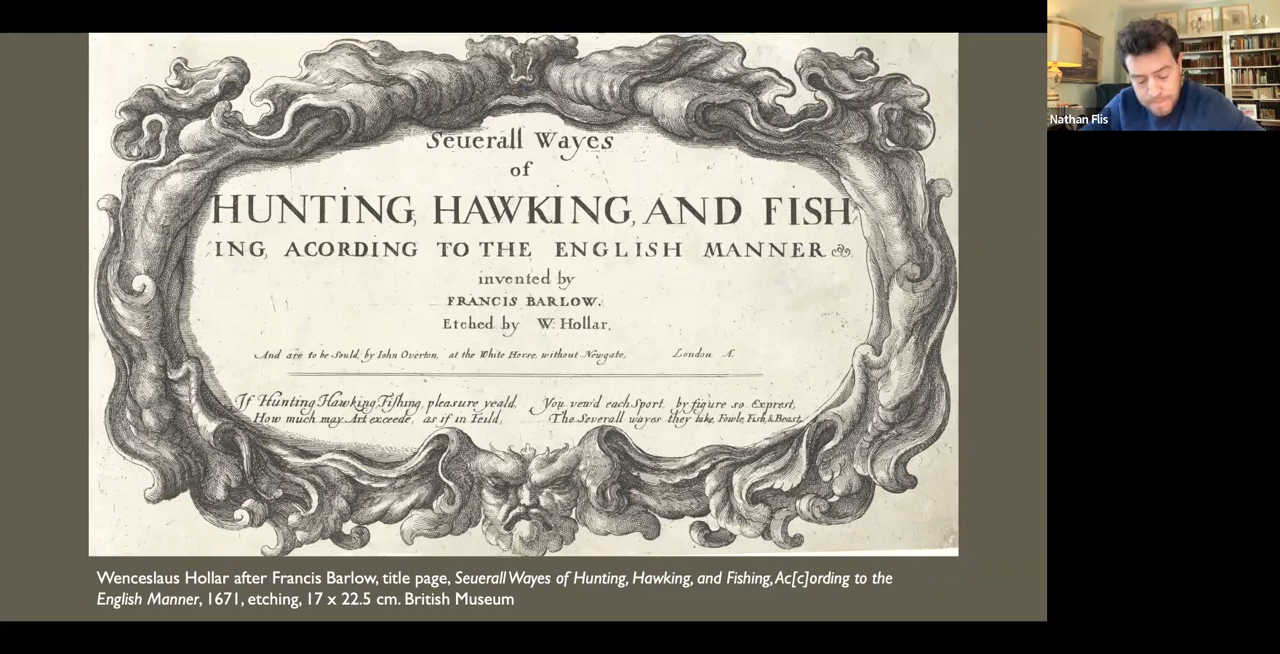 Seuerall Wayes
of
HUNTING, HAWKING, AND FISH
ING, ACORDING TO THE ENGLISH MANNER
invented by
FRANCIS BARLOW.
Etched by W: Hollar,
And are to be Sould by Iohn Overton, at the White Horse without Newgate, London
If Hunting Hawking Fishing, pleasure yeald, You vew'd each Sport, by figure so Exprest,
How much may Art exceede, as if in Feild, The Severall wayes they take, Fowle, Fish & Beast.
Wenceslaus Hollar after Francis Barlow, title page, Seuerall Wayes of Hunting, Hawking, and Fishing, Ac[c]ording to the
English Manner, 1671, etching, 17 x 22.5 cm. British Museum
Nathan Flis